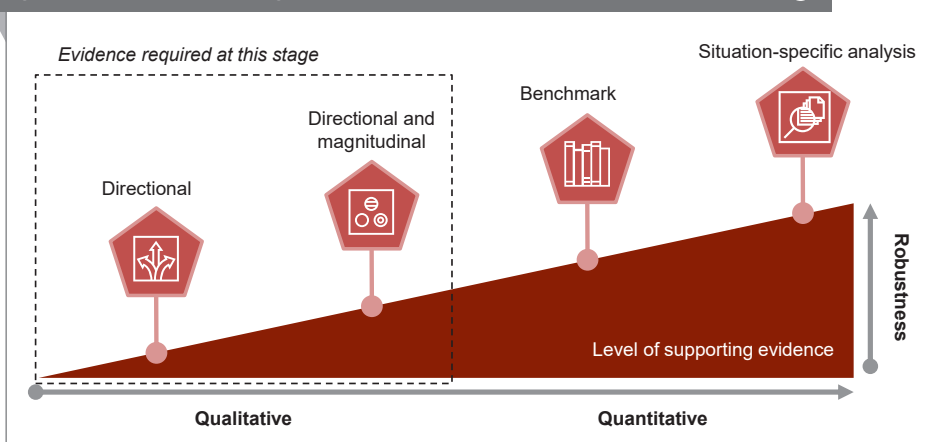 Evidence required at this stage
Situation-specific analysis
Benchmark
Directional and
magnitudinal
Directional
Robustness
Level of supporting evidence
Qualitative
Quantitative